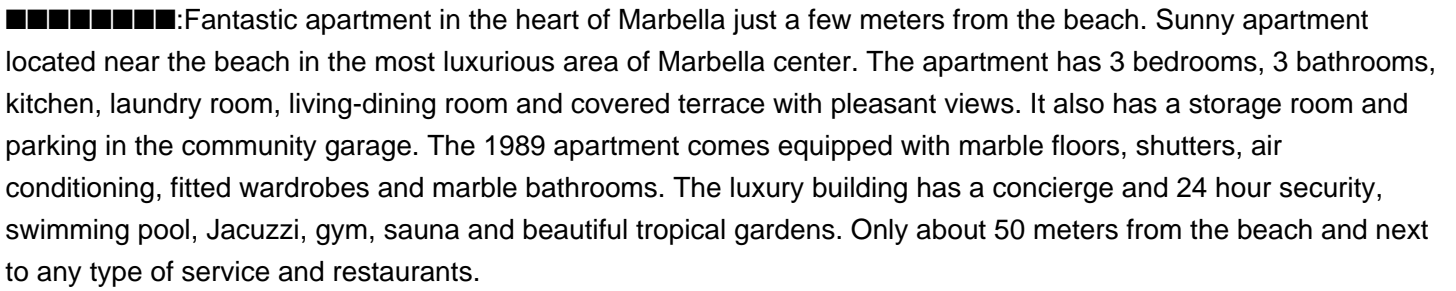 ■■■■■■■■■:Fantastic apartment in the heart of Marbella just a few meters from the beach. Sunny apartment
located near the beach in the most luxurious area of Marbella center. The apartment has 3 bedrooms, 3 bathrooms,
kitchen, laundry room, living-dining room and covered terrace with pleasant views. It also has a storage room and
parking in the community garage. The 1989 apartment comes equipped with marble floors, shutters, air
conditioning, fitted wardrobes and marble bathrooms. The luxury building has a concierge and 24 hour security,
swimming pool, Jacuzzi, gym, sauna and beautiful tropical gardens. Only about 50 meters from the beach and next
to any type of service and restaurants.